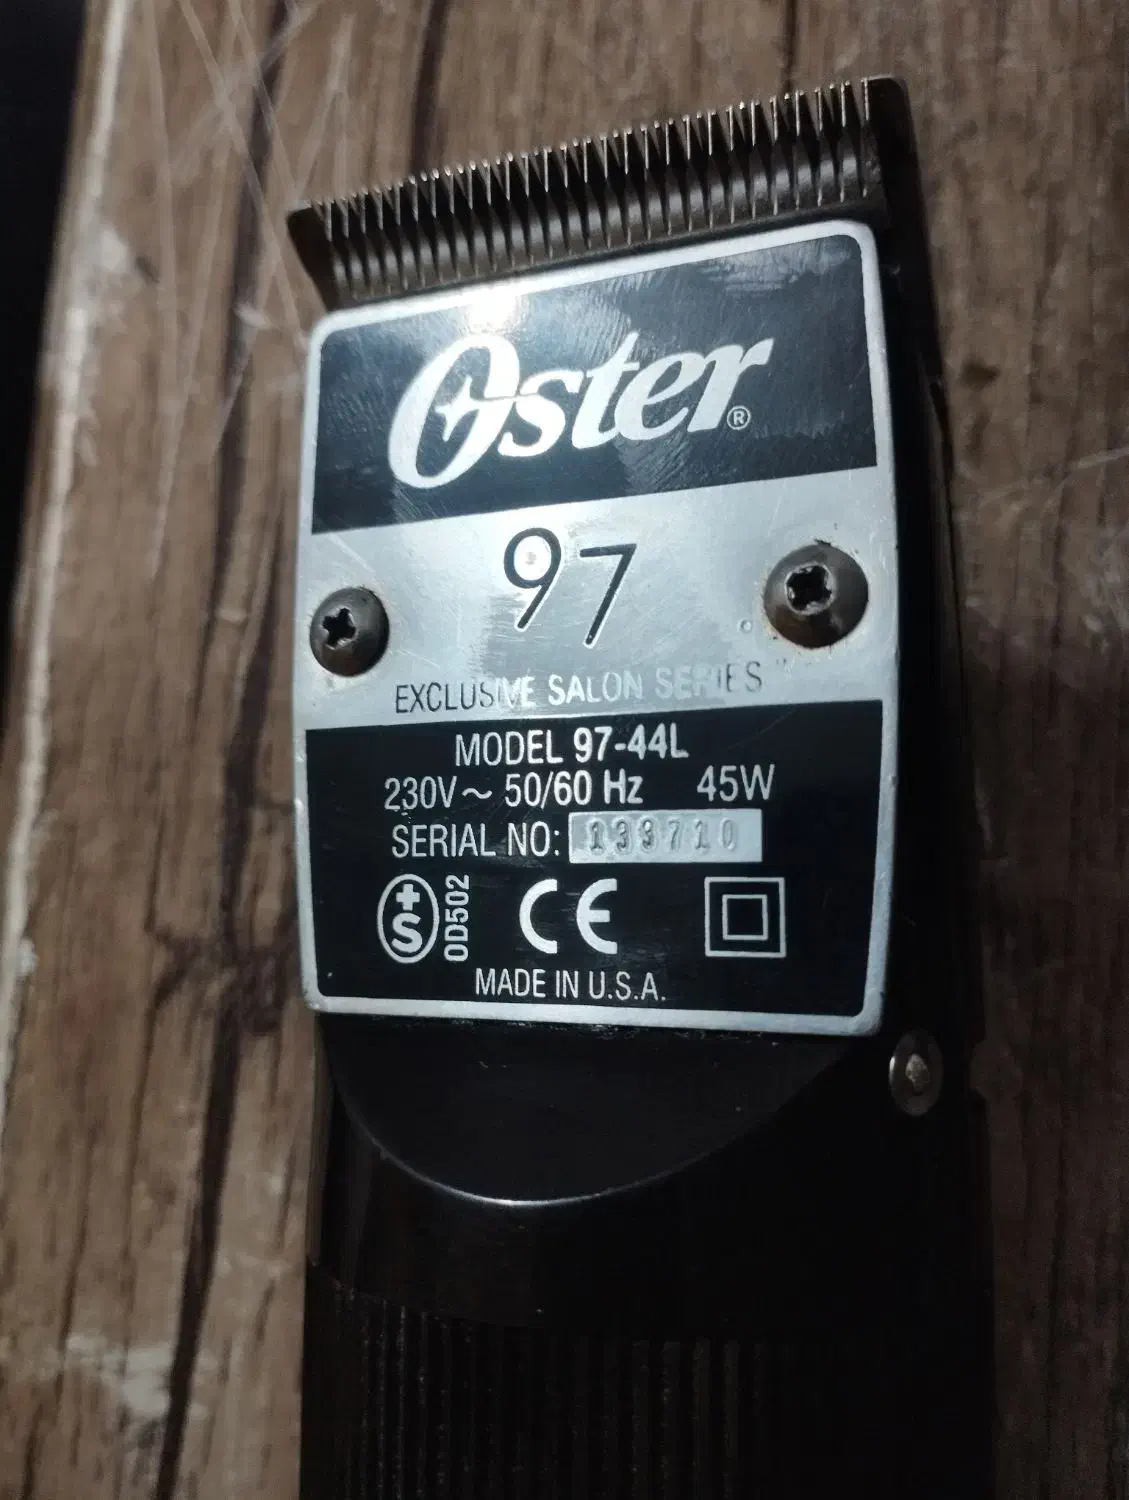 Oster®
97
EXCLUSIVE SALON SERIES
MODEL 97-44L
230V ~ 50/60 Hz 45W
SERIAL NO: 133710
+S OD502 CE
MADE IN U.S.A.